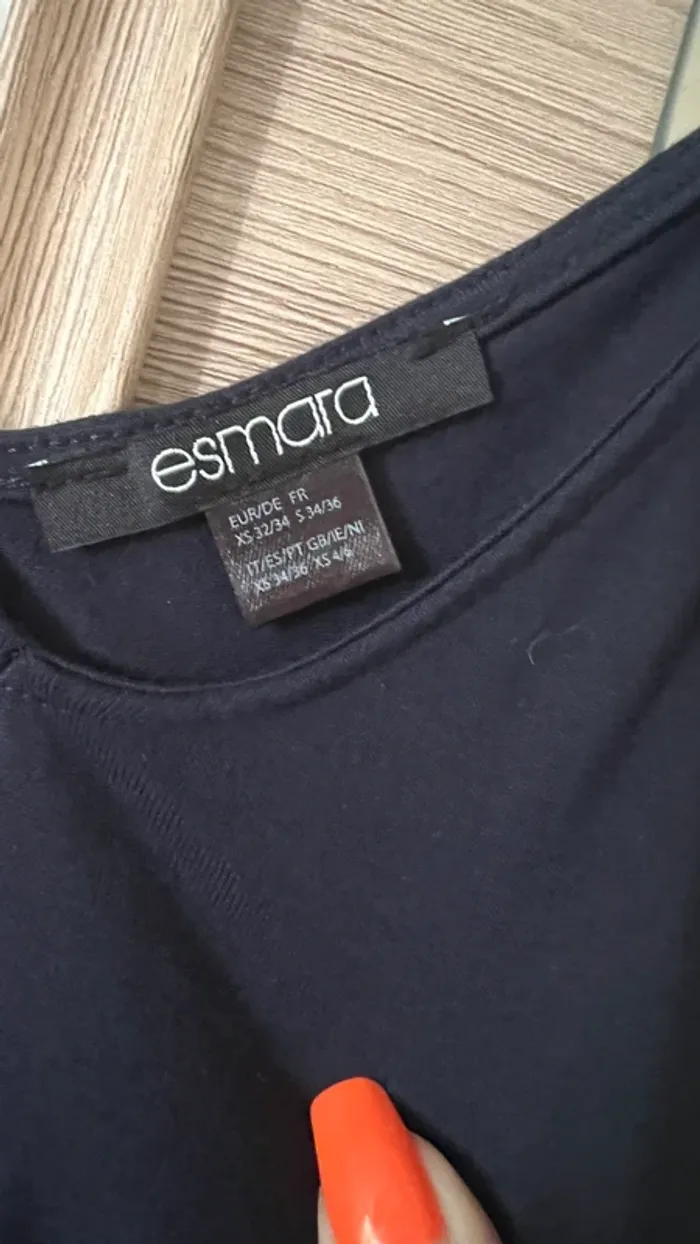 esmara
EUR/DE FR
XS 32/34 S 34/36
IT/ES/PT GB/IE/NI
XS 34/36 XS 4/6